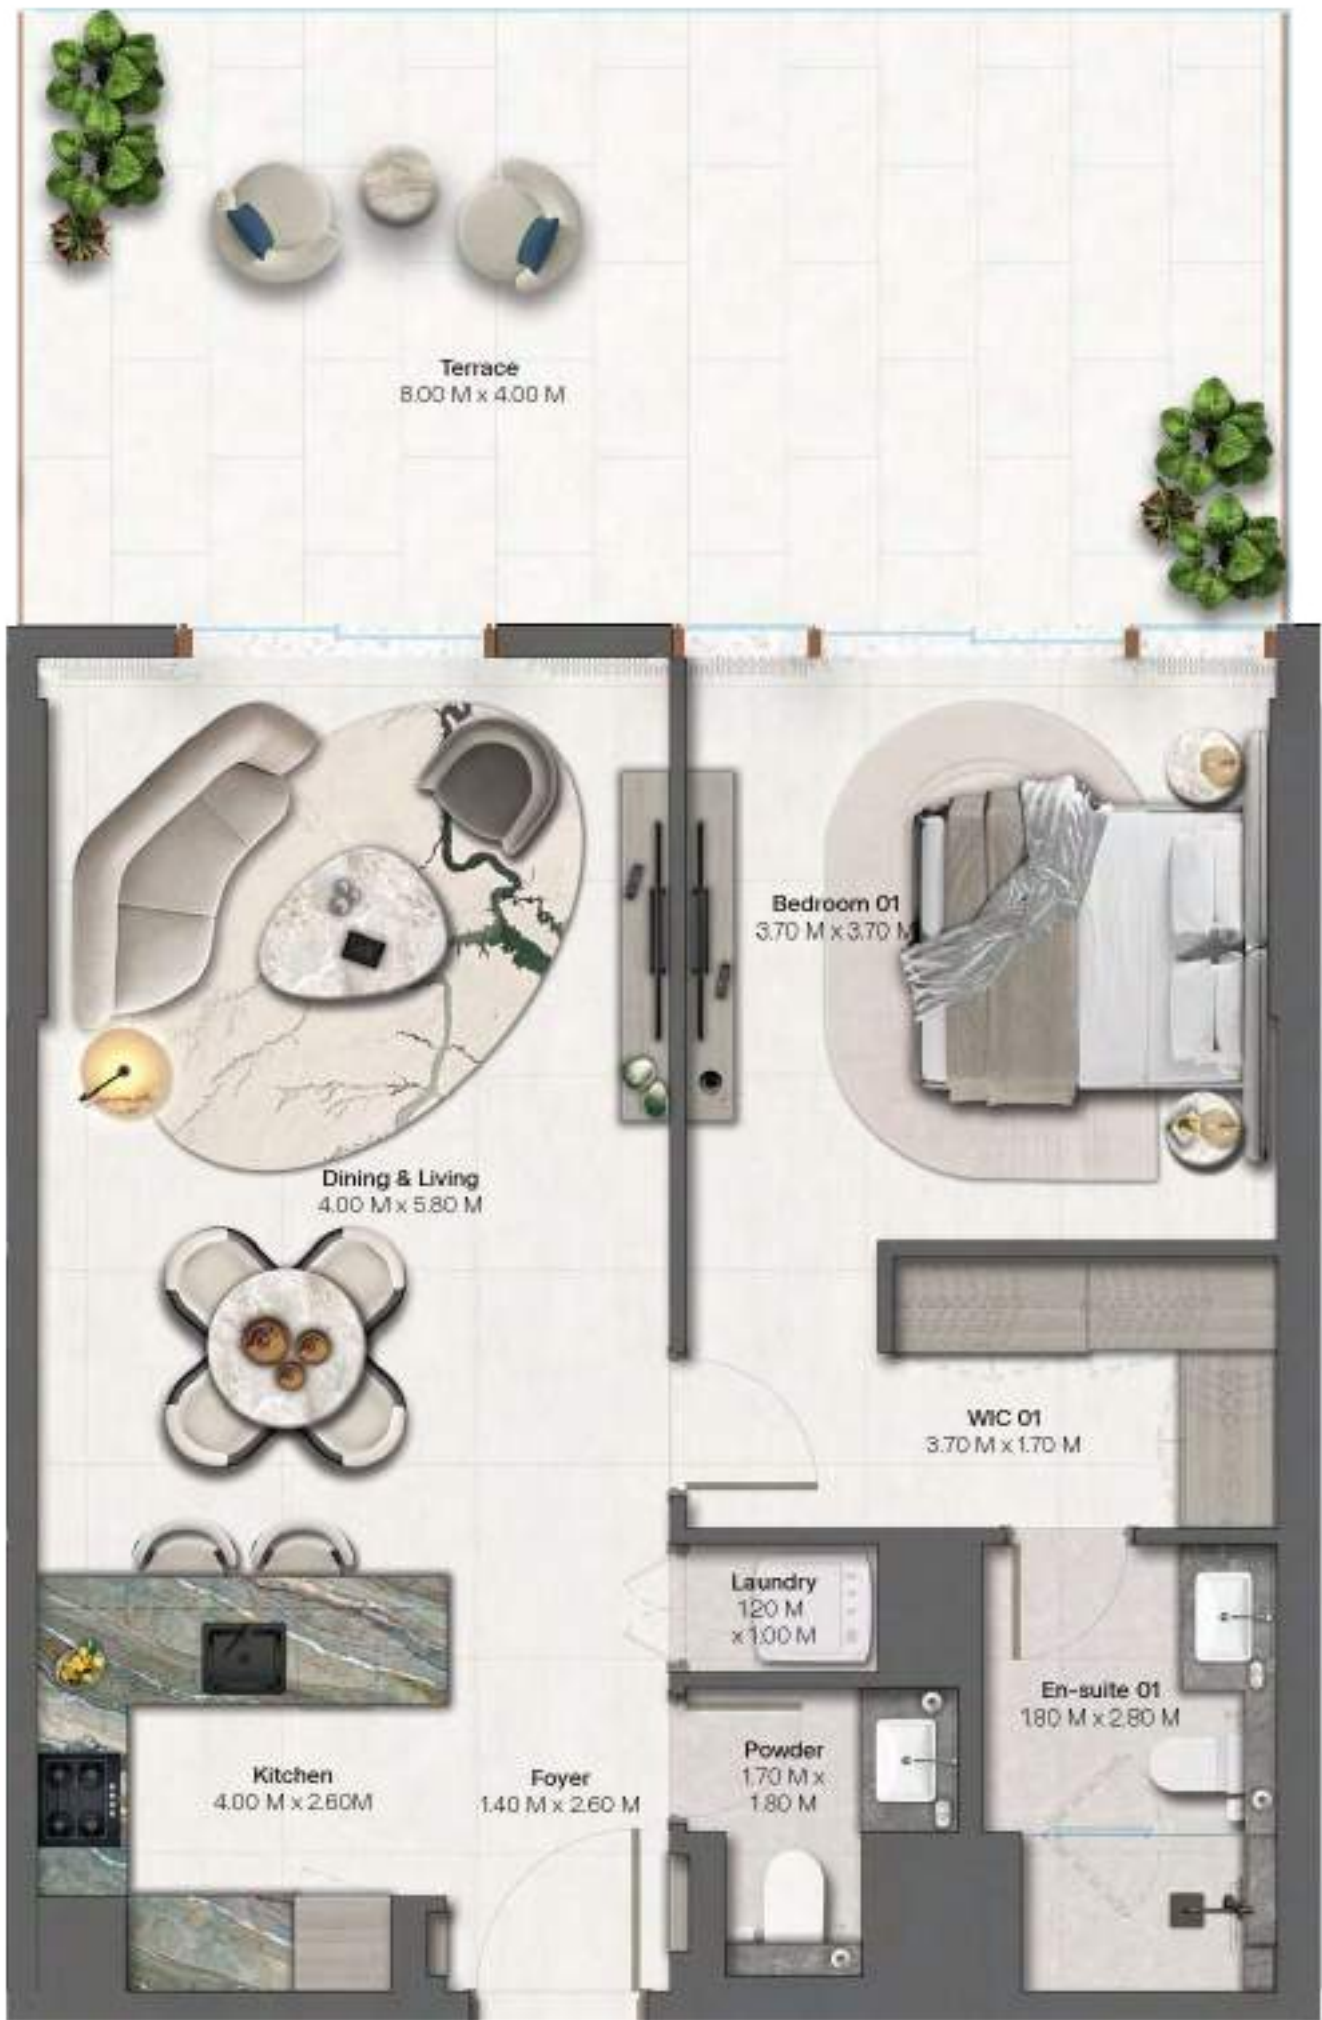 Terrace
8.00 M x 4.00 M
Bedroom 01
3.70 M x 3.70 M
Dining & Living
4.00 M x 5.80 M
WIC 01
3.70 M x 1.70 M
Laundry
1.20 M
x 1.00 M
En-suite 01
1.80 M x 2.80 M
Powder
1.70 M x
1.80 M
Kitchen
4.00 M x 2.60M
Foyer
1.40 M x 2.60 M